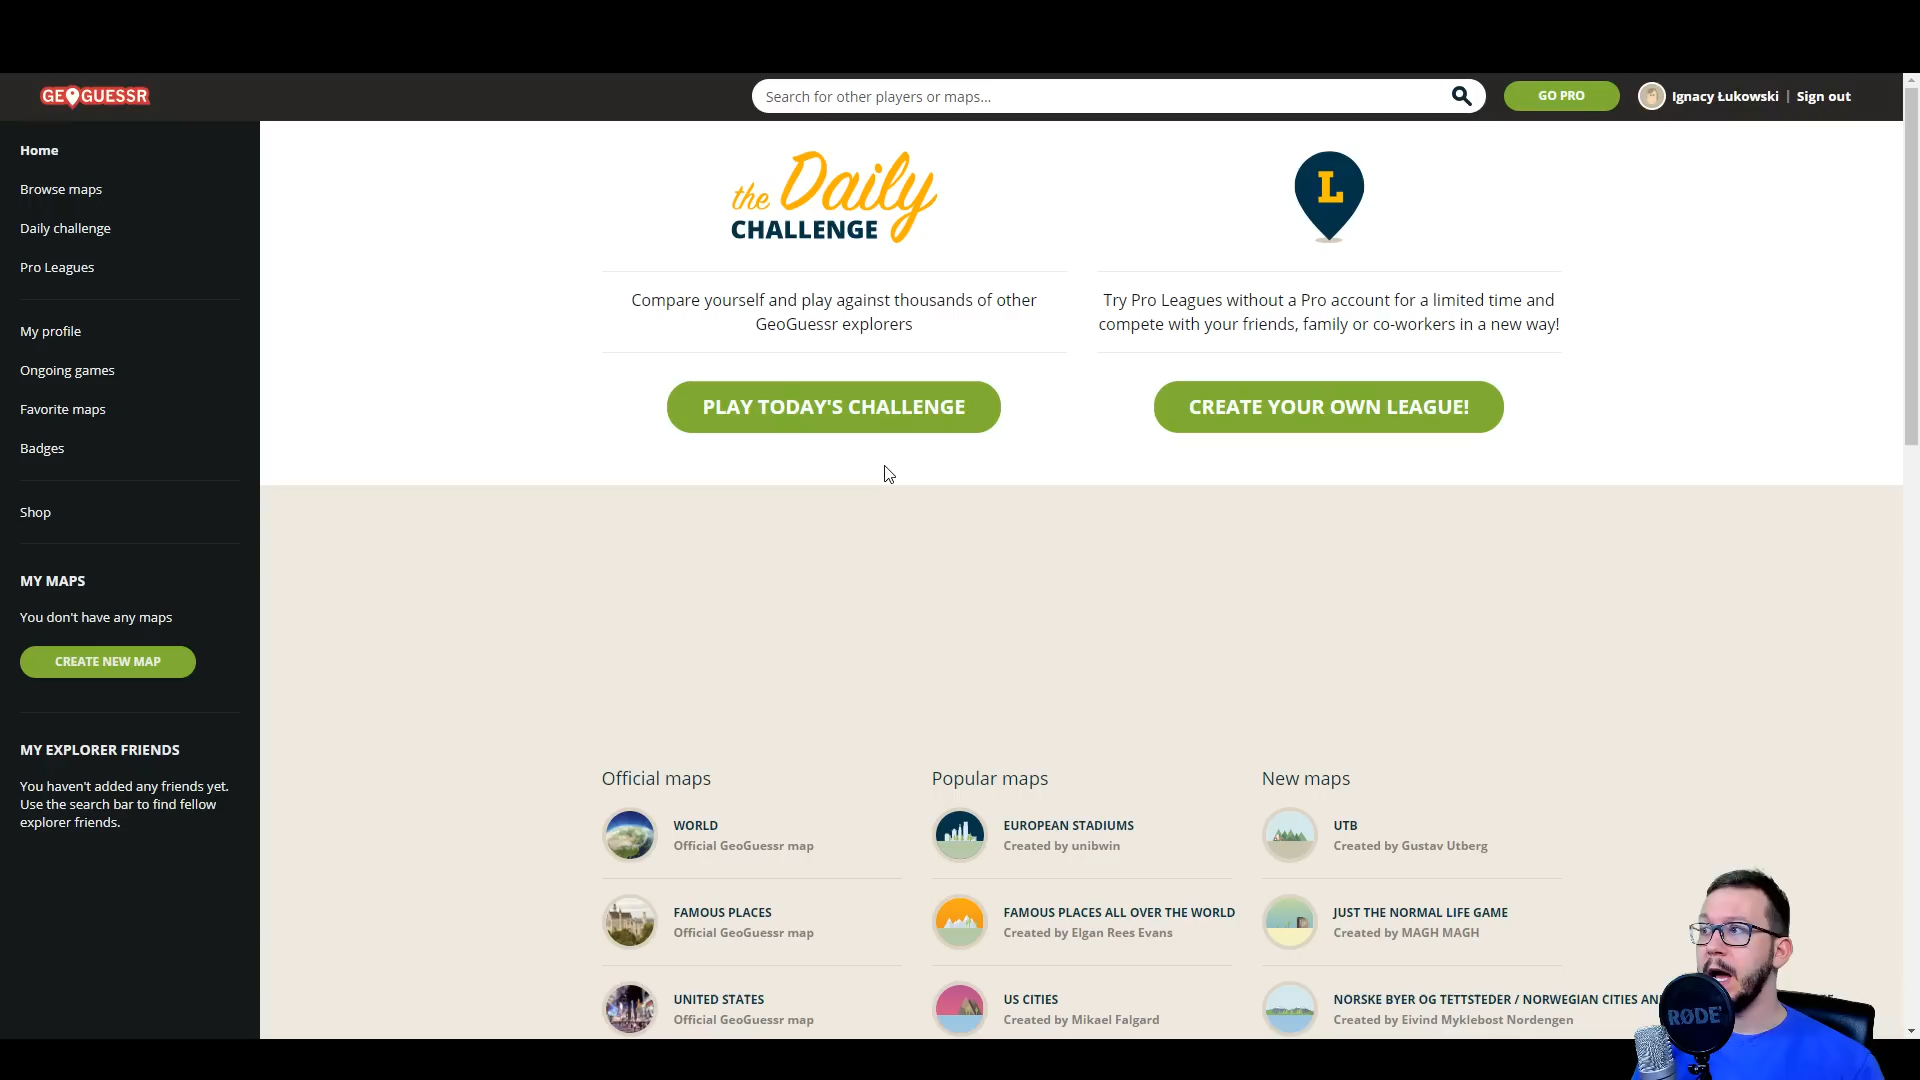 GEOGUESSR
Search for other players or maps...
GO PRO
Ignacy Łukowski | Sign out
Home
Browse maps
Daily challenge
Pro Leagues
My profile
Ongoing games
Favorite maps
Badges
Shop
MY MAPS
You don't have any maps
CREATE NEW MAP
MY EXPLORER FRIENDS
You haven't added any friends yet.
Use the search bar to find fellow
explorer friends.
the Daily
CHALLENGE
Compare yourself and play against thousands of other
GeoGuessr explorers
PLAY TODAY'S CHALLENGE
L
Try Pro Leagues without a Pro account for a limited time and
compete with your friends, family or co-workers in a new way!
CREATE YOUR OWN LEAGUE!
Official maps
WORLD
Official GeoGuessr map
FAMOUS PLACES
Official GeoGuessr map
UNITED STATES
Official GeoGuessr map
Popular maps
EUROPEAN STADIUMS
Created by unibwin
FAMOUS PLACES ALL OVER THE WORLD
Created by Elgan Rees Evans
US CITIES
Created by Mikael Falgard
New maps
UTB
Created by Gustav Utberg
JUST THE NORMAL LIFE GAME
Created by MAGH MAGH
NORSKE BYER OG TETTSTEDER / NORWEGIAN CITIES
Created by Eivind Myklebost Nordengen
RØDE